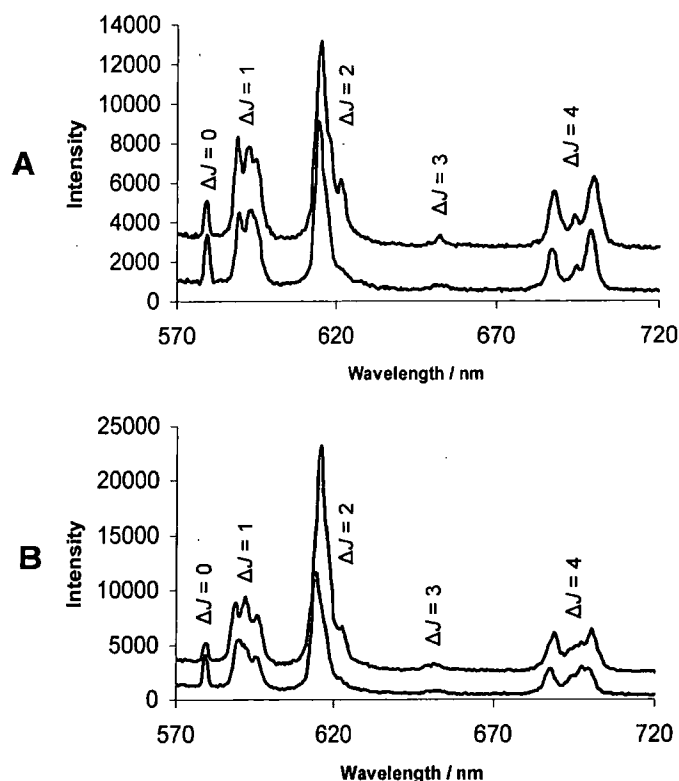 A
Intensity
14000
12000
10000
8000
6000
4000
2000
0
ΔJ = 0
ΔJ = 1
ΔJ = 2
ΔJ = 3
ΔJ = 4
570 620 670 720
Wavelength / nm
B
Intensity
25000
20000
15000
10000
5000
0
ΔJ = 0
ΔJ = 1
ΔJ = 2
ΔJ = 3
ΔJ = 4
570 620 670 720
Wavelength / nm